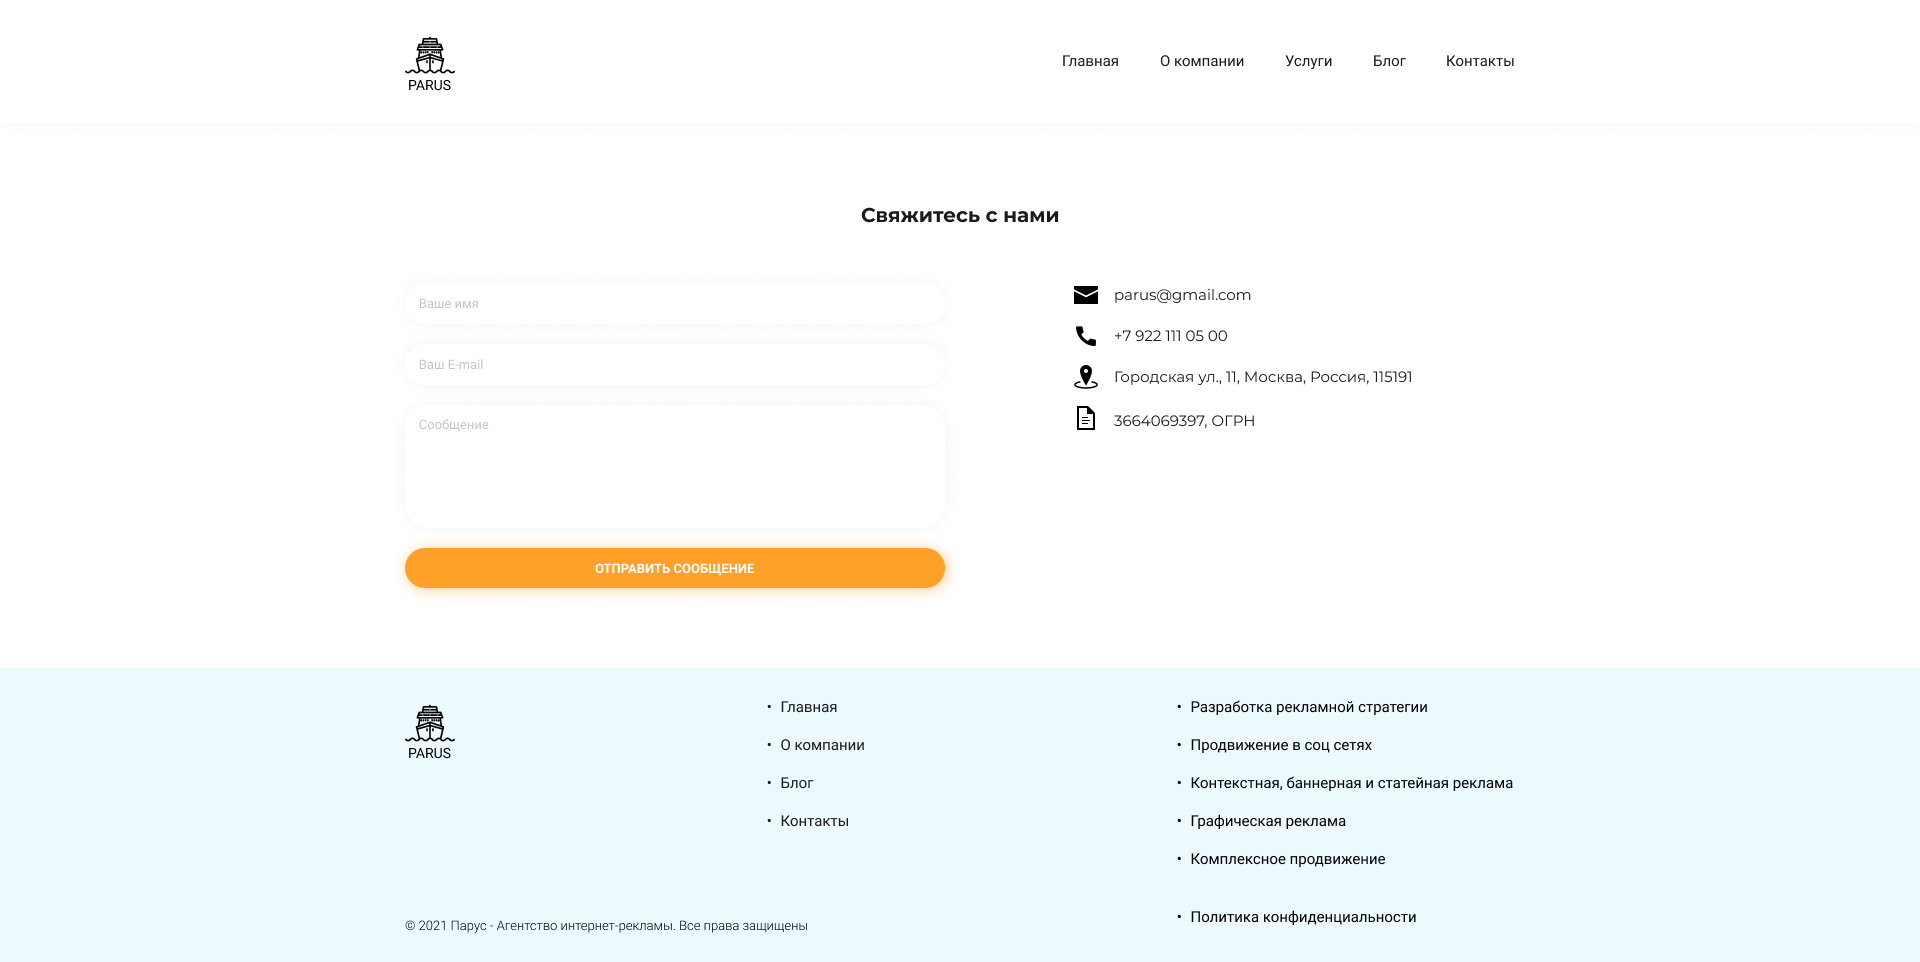 PARUS
Главная
О компании
Услуги
Блог
Контакты
Свяжитесь с нами
Ваше имя
Ваш E-mail
Сообщение
ОТПРАВИТЬ СООБЩЕНИЕ
parus@gmail.com
+7 922 111 05 00
Городская ул., 11, Москва, Россия, 115191
3664069397, ОГРН
PARUS
• Главная
• О компании
• Блог
• Контакты
• Разработка рекламной стратегии
• Продвижение в соц сетях
• Контекстная, баннерная и статейная реклама
• Графическая реклама
• Комплексное продвижение
• Политика конфиденциальности
© 2021 Парус - Агентство интернет-рекламы. Все права защищены